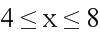 4 ≤ x ≤ 8